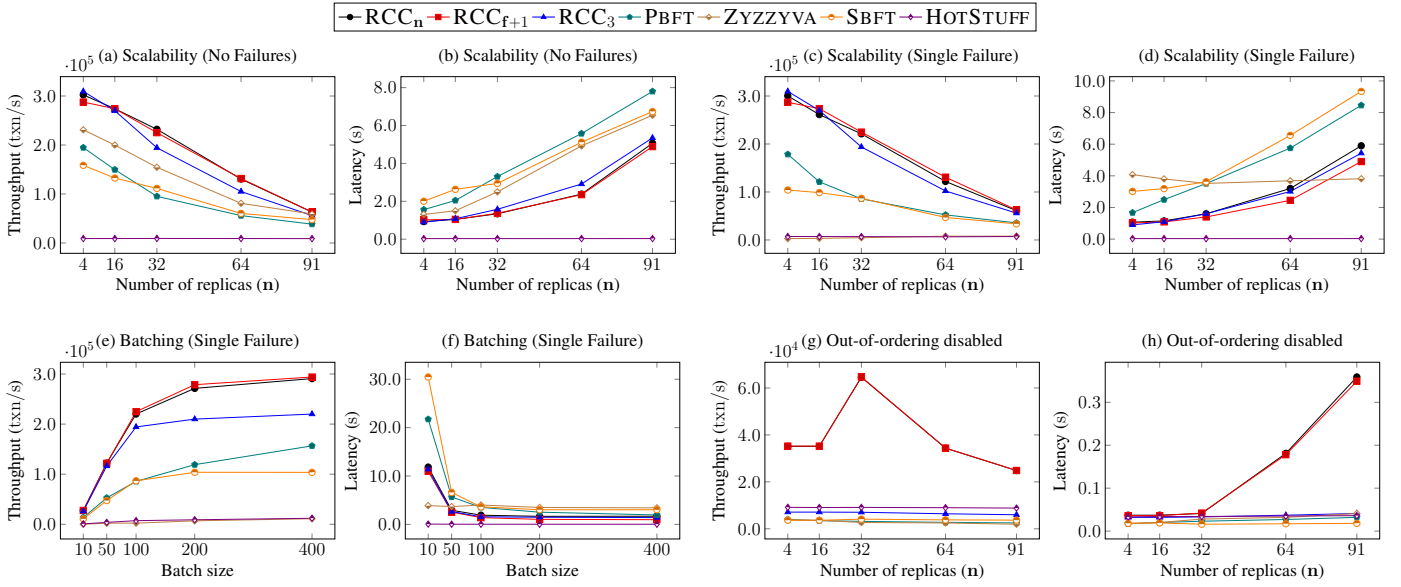 RCCn RCCf+1 RCC3 PBFT ZYZZYVA SBFT HOTSTUFF
(a) Scalability (No Failures)
·10^5
Throughput (txn/s)
3.0
2.0
1.0
0.0
4 16 32 64 91
Number of replicas (n)
(b) Scalability (No Failures)
Latency (s)
8.0
6.0
4.0
2.0
0.0
4 16 32 64 91
Number of replicas (n)
(c) Scalability (Single Failure)
·10^5
Throughput (txn/s)
3.0
2.0
1.0
0.0
4 16 32 64 91
Number of replicas (n)
(d) Scalability (Single Failure)
Latency (s)
10.0
8.0
6.0
4.0
2.0
0.0
4 16 32 64 91
Number of replicas (n)
(e) Batching (Single Failure)
·10^5
Throughput (txn/s)
3.0
2.0
1.0
0.0
10 50 100 200 400
Batch size
(f) Batching (Single Failure)
Latency (s)
30.0
20.0
10.0
0.0
10 50 100 200 400
Batch size
(g) Out-of-ordering disabled
·10^4
Throughput (txn/s)
6.0
4.0
2.0
0.0
4 16 32 64 91
Number of replicas (n)
(h) Out-of-ordering disabled
Latency (s)
0.3
0.2
0.1
0.0
4 16 32 64 91
Number of replicas (n)